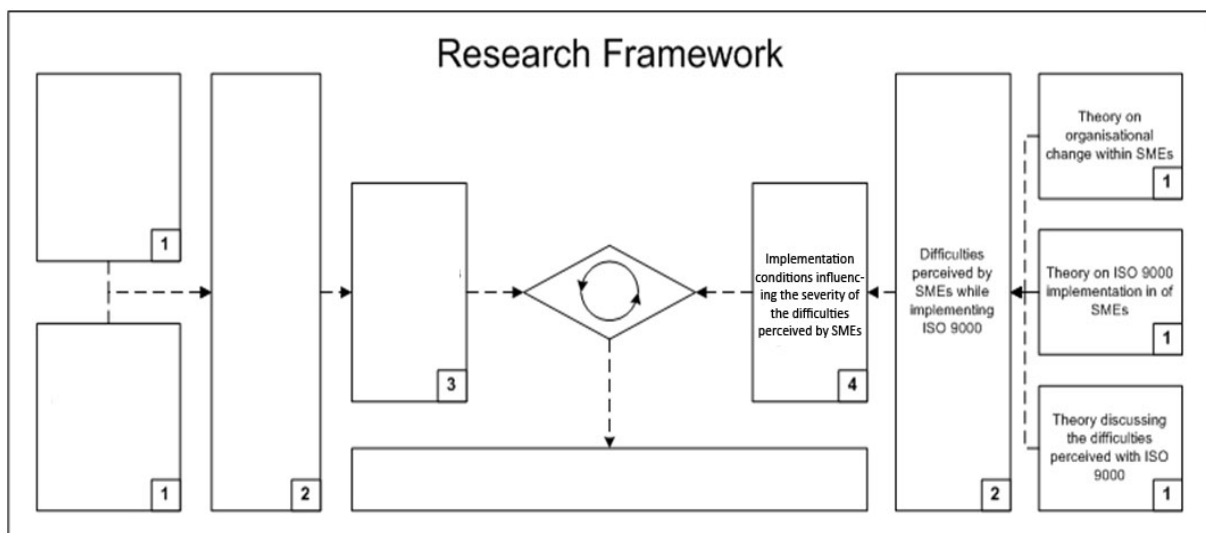 Research Framework
1
1
2
3
Implementation
conditions influenc-
ing the severity of
the difficulties
perceived by SMEs
4
Difficulties
perceived by
SMEs while
implementing
ISO 9000
2
Theory on
organisational
change within SMEs
1
Theory on ISO 9000
implementation in of
SMEs
1
Theory discussing
the difficulties
perceived with ISO
9000
1